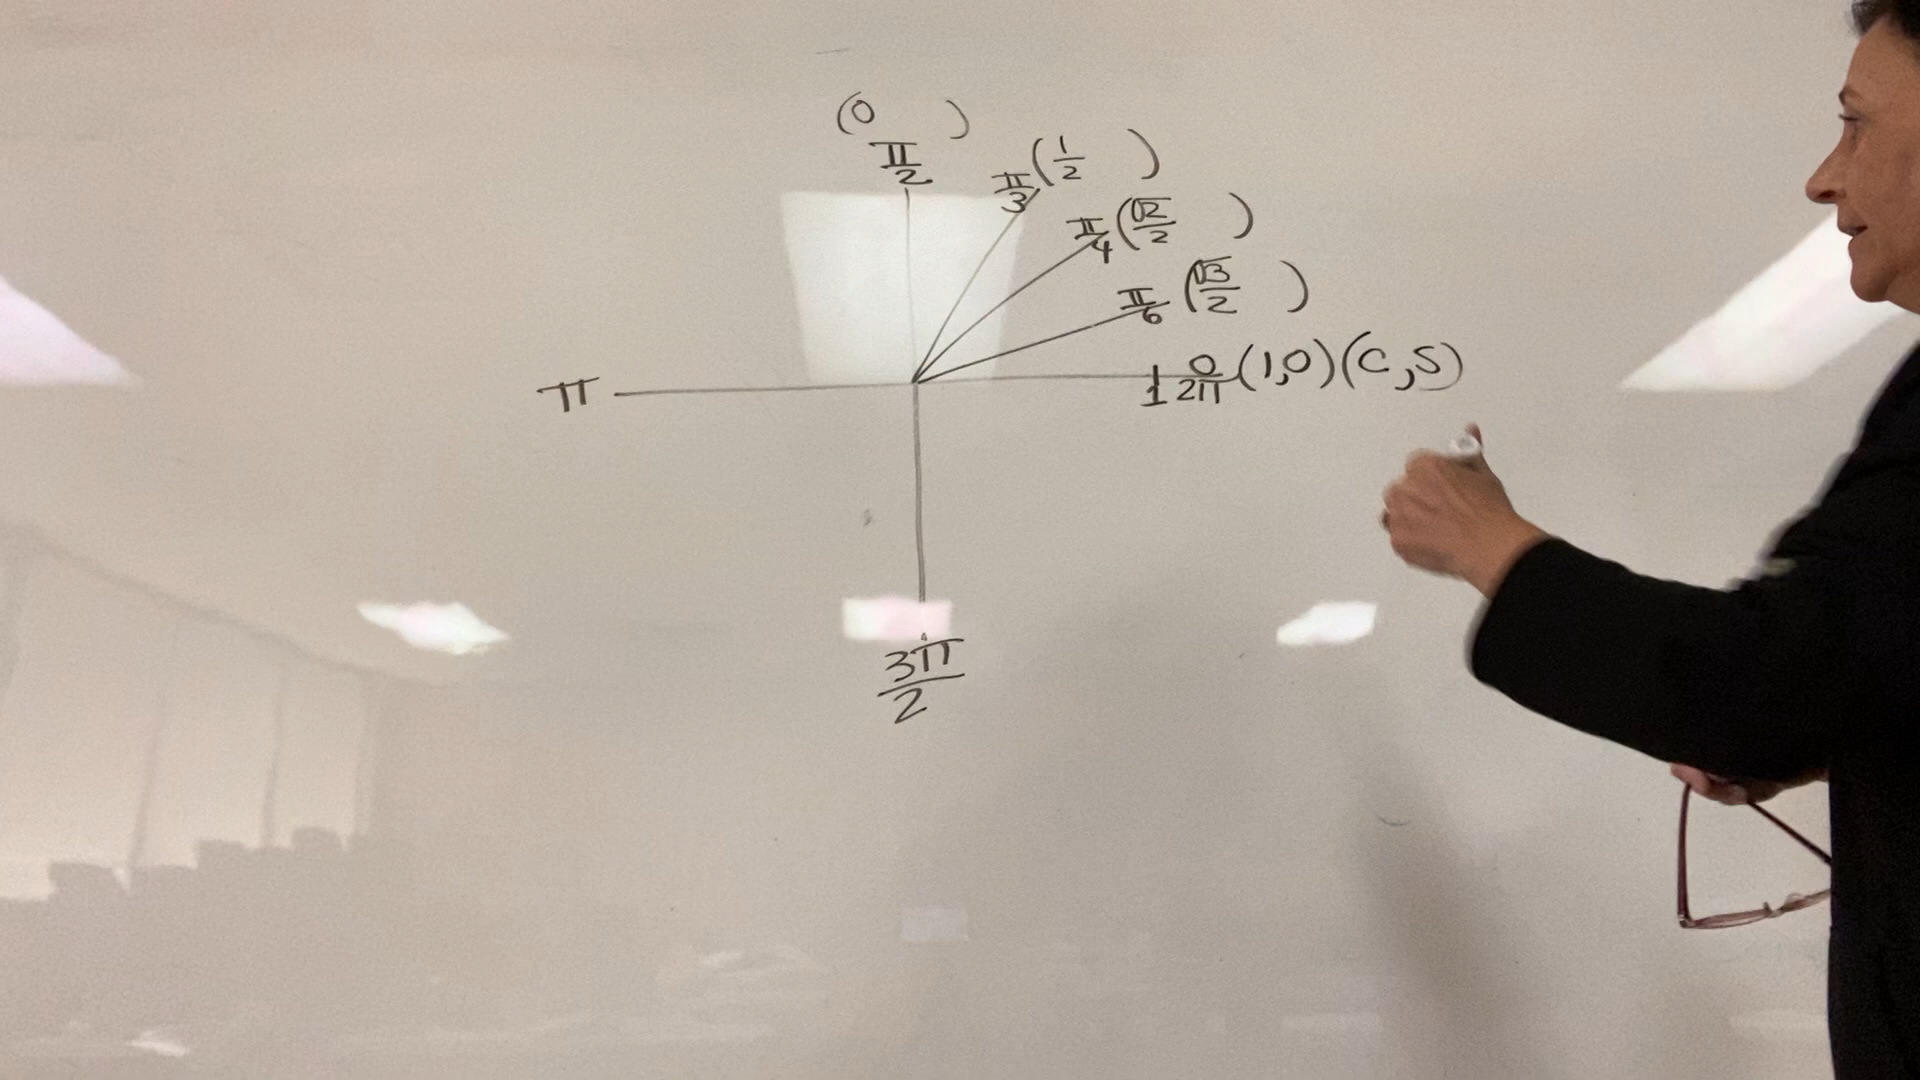 (0 )
π/2
π/3 (1/2 )
π/4 (√2/2 )
π/6 (√3/2 )
1 0/2π (1,0) (C,S)
π
3π/2